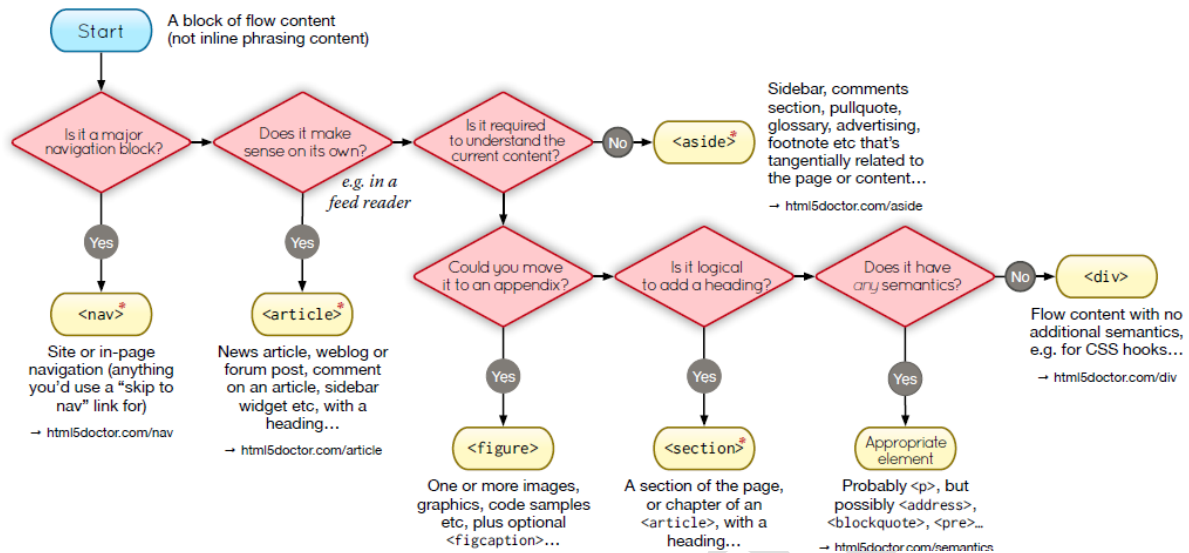 Start
A block of flow content
(not inline phrasing content)
Is it a major
navigation block?
Does it make
sense on its own?
e.g. in a
feed reader
Is it required
to understand the
current content?
No
<aside>*
Sidebar, comments
section, pullquote,
glossary, advertising,
footnote etc that's
tangentially related to
the page or content…
→ html5doctor.com/aside
Yes
<nav>*
Site or in-page
navigation (anything
you'd use a “skip to
nav” link for)
→ html5doctor.com/nav
Yes
<article>*
News article, weblog or
forum post, comment
on an article, sidebar
widget etc, with a
heading…
→ html5doctor.com/article
Could you move
it to an appendix?
Is it logical
to add a heading?
Does it have
any semantics?
No
<div>
Flow content with no
additional semantics,
e.g. for CSS hooks…
→ html5doctor.com/div
Yes
<figure>
One or more images,
graphics, code samples
etc, plus optional
<figcaption>…
Yes
<section>*
A section of the page,
or chapter of an
<article>, with a
heading…
Yes
Appropriate
element
Probably <p>, but
possibly <address>,
<blockquote>, <pre>…
→ html5doctor.com/semantics